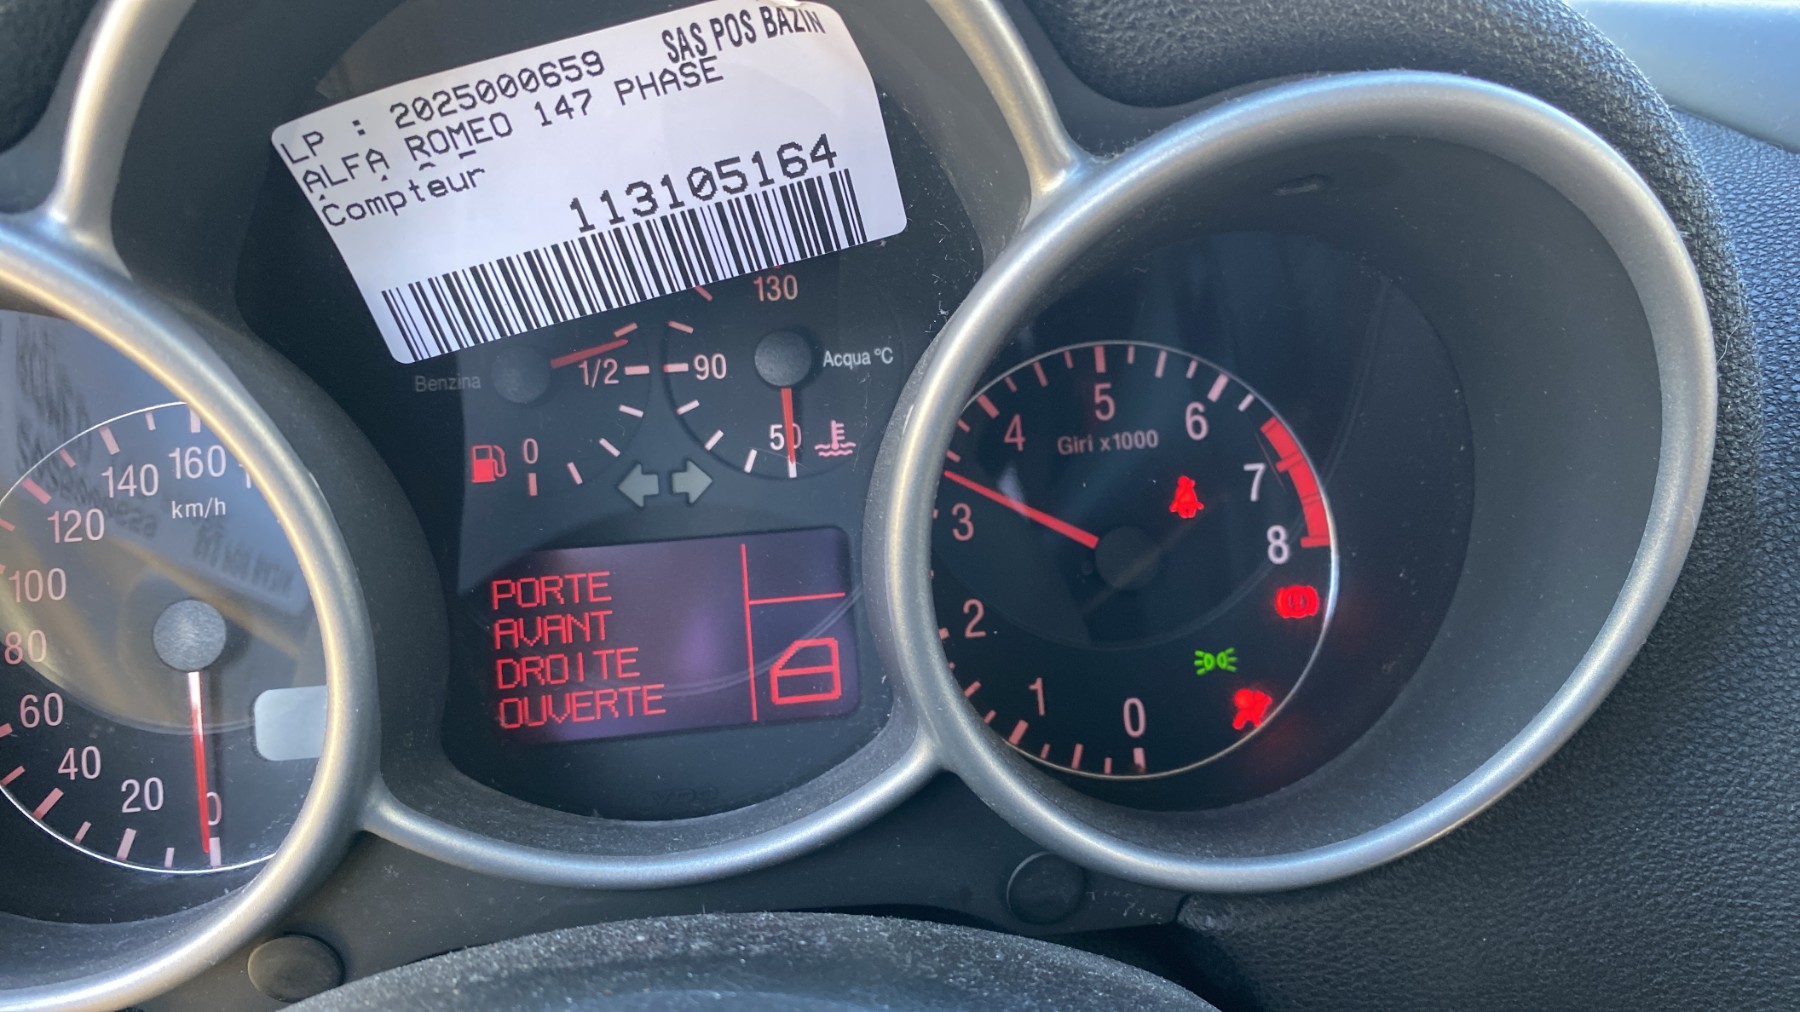 SAS POS BAZIN
LP : 2025000659
ALFA ROMEO 147 PHASE
Compteur
113105164
130
Benzina
1/2
90
Acqua °C
0
50
140 160
km/h
120
100
80
60
40
20
0
PORTE
AVANT
DROITE
OUVERTE
5
4
6
Giri x1000
7
3
8
2
1
0